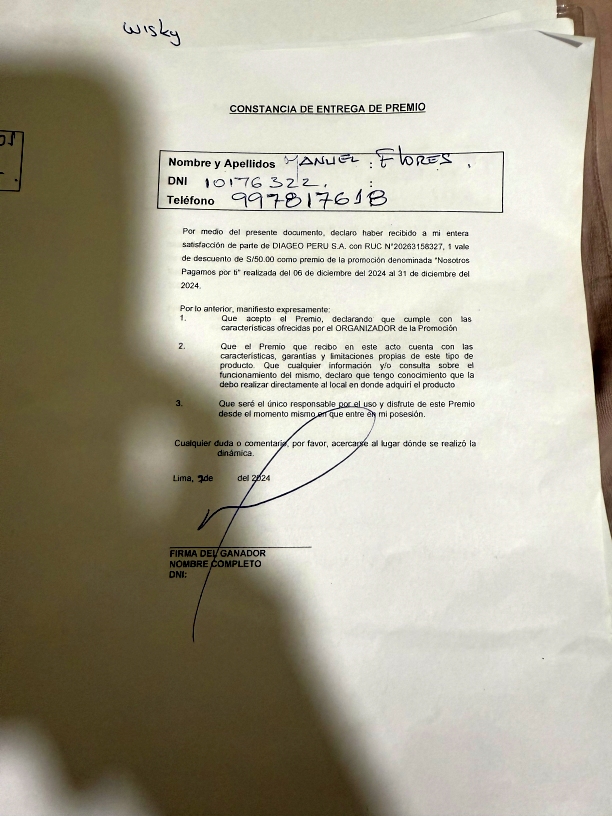 Wisky
CONSTANCIA DE ENTREGA DE PREMIO
Nombre y Apellidos MANUEL : FLORES .
DNI 10176322. :
Teléfono 997817618
Por medio del presente documento, declaro haber recibido a mi entera
satisfacción de parte de DIAGEO PERU S.A. con RUC N°20263158327, 1 vale
de descuento de S/50.00 como premio de la promoción denominada "Nosotros
Pagamos por ti" realizada del 06 de diciembre del 2024 al 31 de diciembre del
2024.
Por lo anterior, manifiesto expresamente:
1. Que acepto el Premio, declarando que cumple con las
características ofrecidas por el ORGANIZADOR de la Promoción
2. Que el Premio que recibo en este acto cuenta con las
características, garantías y limitaciones propias de este tipo de
producto. Que cualquier información y/o consulta sobre el
funcionamiento del mismo, declaro que tengo conocimiento que la
debo realizar directamente al local en donde adquirí el producto
3. Que seré el único responsable por el uso y disfrute de este Premio
desde el momento mismo en que entre en mi posesión.
Cualquier duda o comentario, por favor, acercarse al lugar dónde se realizó la
dinámica.
Lima, de del 2024
FIRMA DEL GANADOR
NOMBRE COMPLETO
DNI: